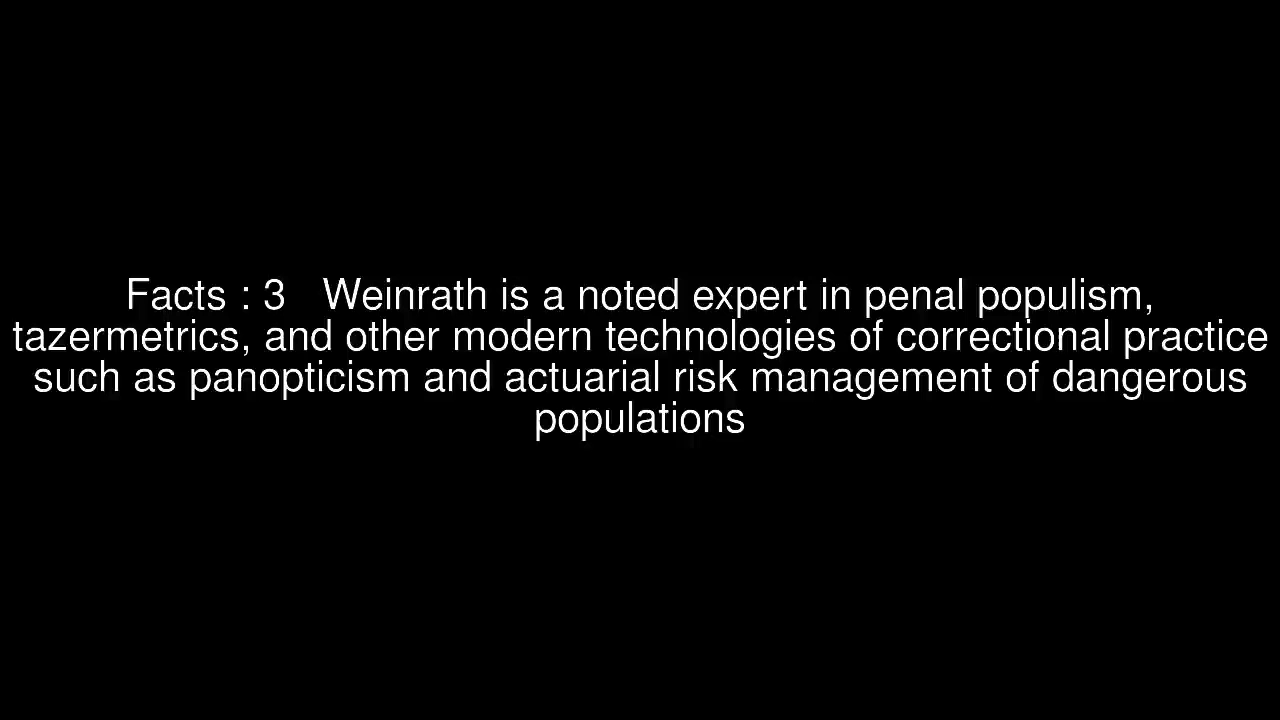 Facts : 3   Weinrath is a noted expert in penal populism,
tazermetrics, and other modern technologies of correctional practice
such as panopticism and actuarial risk management of dangerous
populations